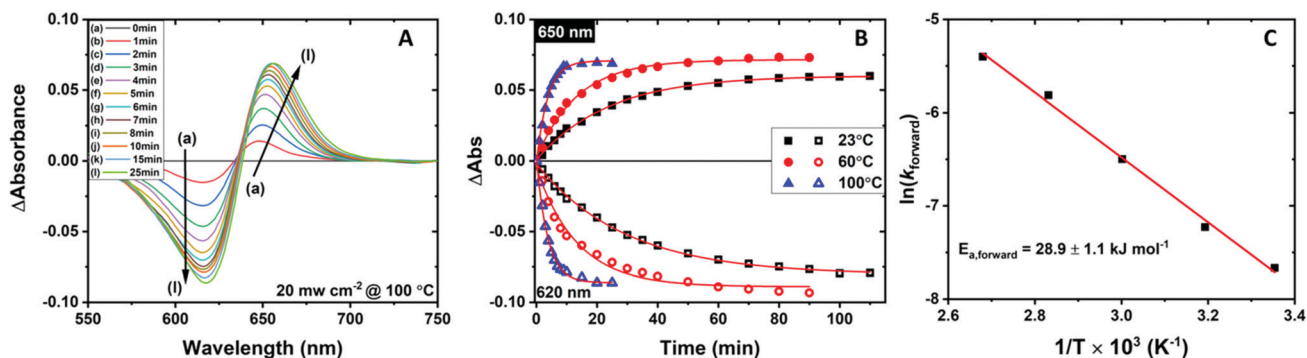 A
(a) 0min
(b) 1min
(c) 2min
(d) 3min
(e) 4min
(f) 5min
(g) 6min
(h) 7min
(i) 8min
(j) 10min
(k) 15min
(l) 25min
(l)
(a)
(a)
(l)
20 mw cm-2 @ 100 °C
0.10
0.05
0.00
-0.05
-0.10
ΔAbsorbance
600
650
700
750
Wavelength (nm)
650 nm
B
23°C
60°C
100°C
620 nm
0.10
0.05
0.00
-0.05
-0.10
ΔAbs
0
20
40
60
80
100
Time (min)
C
Ea,forward = 28.9 ± 1.1 kJ mol-1
-5
-6
-7
-8
ln(kforward)
2.6
2.8
3.0
3.2
3.4
1/T × 10³ (K-1)